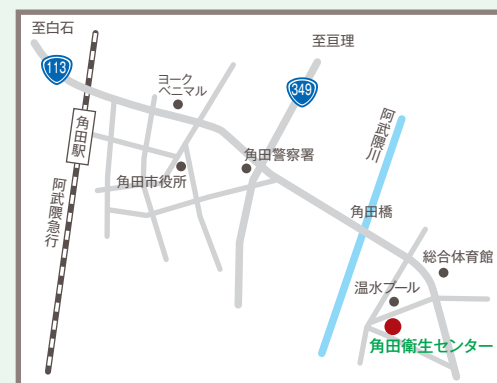 至白石
113
ヨーク
ベニマル
至亘理
349
角田駅
阿武隈川
角田警察署
角田市役所
阿武隈急行
角田橋
総合体育館
温水プール
角田衛生センター